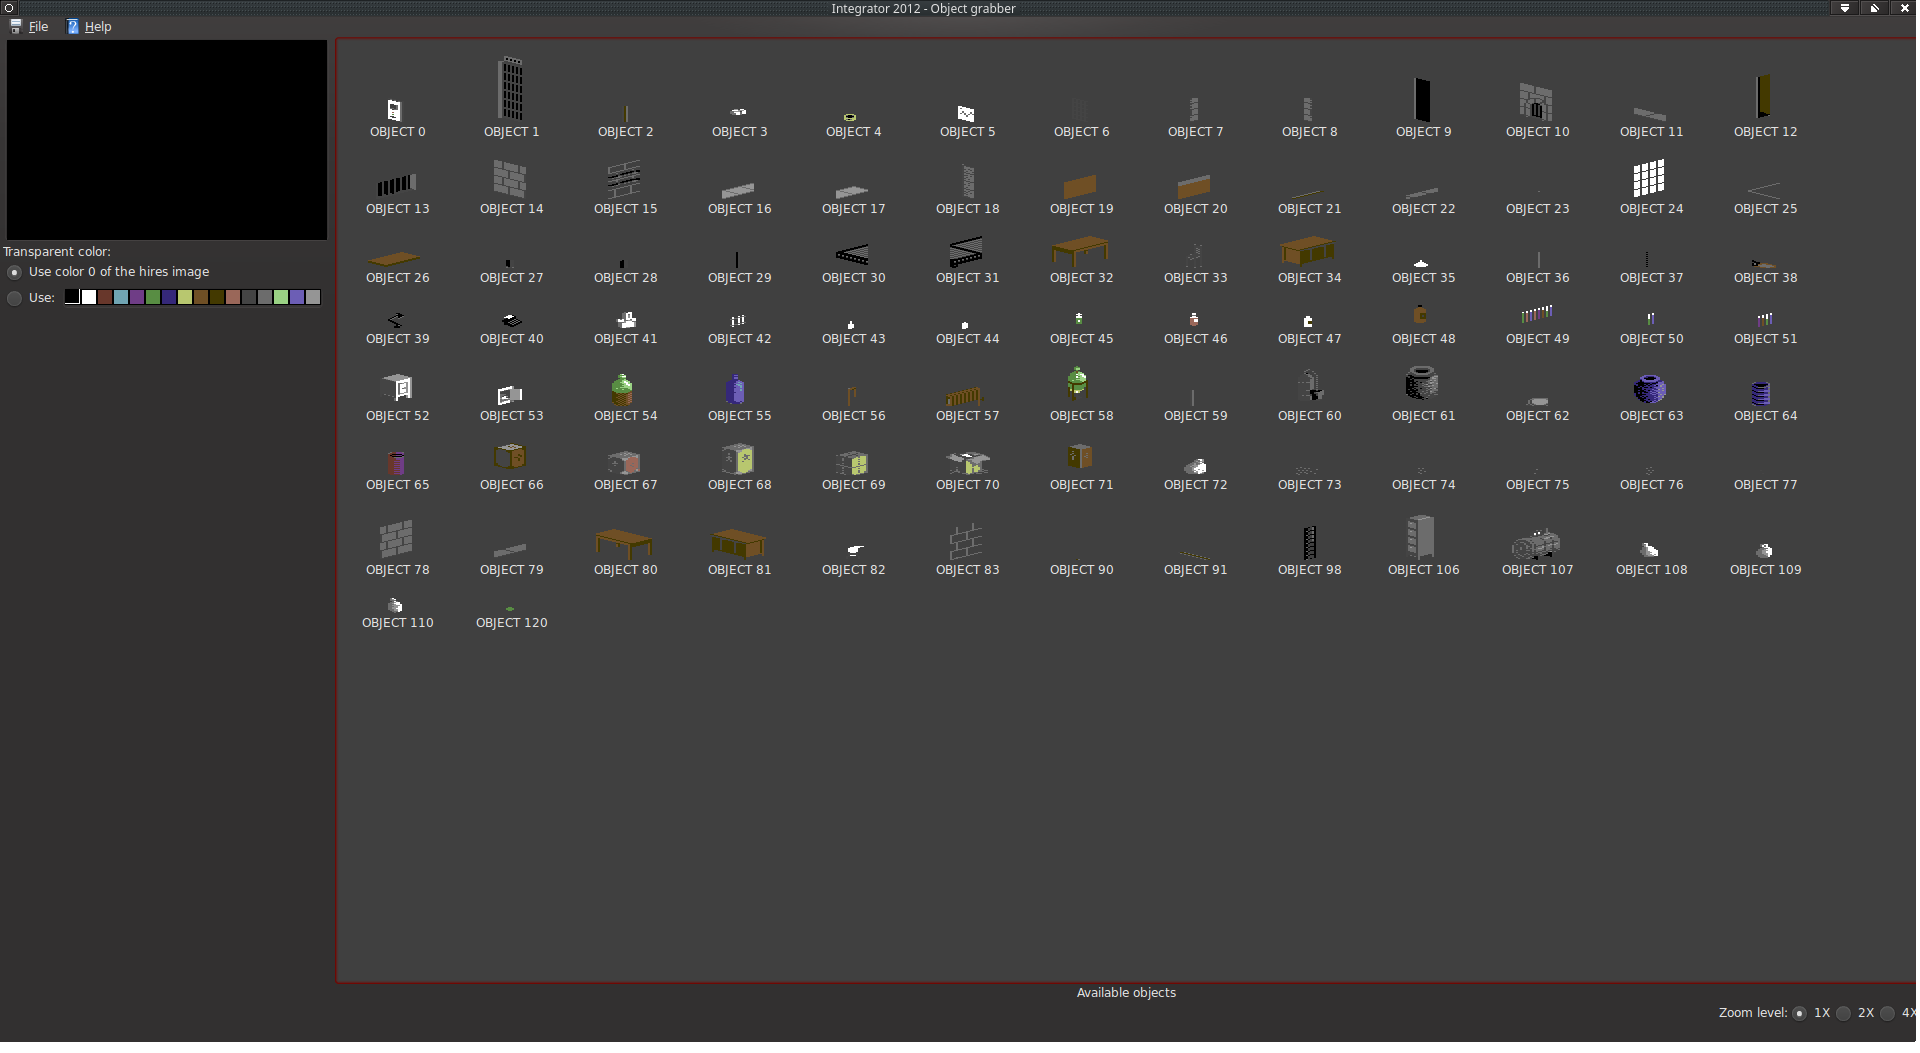 Integrator 2012 - Object grabber
File Help
OBJECT 0 OBJECT 1 OBJECT 2 OBJECT 3 OBJECT 4 OBJECT 5 OBJECT 6 OBJECT 7 OBJECT 8 OBJECT 9 OBJECT 10 OBJECT 11 OBJECT 12
OBJECT 13 OBJECT 14 OBJECT 15 OBJECT 16 OBJECT 17 OBJECT 18 OBJECT 19 OBJECT 20 OBJECT 21 OBJECT 22 OBJECT 23 OBJECT 24 OBJECT 25
Transparent color:
Use color 0 of the hires image
Use:
OBJECT 26 OBJECT 27 OBJECT 28 OBJECT 29 OBJECT 30 OBJECT 31 OBJECT 32 OBJECT 33 OBJECT 34 OBJECT 35 OBJECT 36 OBJECT 37 OBJECT 38
OBJECT 39 OBJECT 40 OBJECT 41 OBJECT 42 OBJECT 43 OBJECT 44 OBJECT 45 OBJECT 46 OBJECT 47 OBJECT 48 OBJECT 49 OBJECT 50 OBJECT 51
OBJECT 52 OBJECT 53 OBJECT 54 OBJECT 55 OBJECT 56 OBJECT 57 OBJECT 58 OBJECT 59 OBJECT 60 OBJECT 61 OBJECT 62 OBJECT 63 OBJECT 64
OBJECT 65 OBJECT 66 OBJECT 67 OBJECT 68 OBJECT 69 OBJECT 70 OBJECT 71 OBJECT 72 OBJECT 73 OBJECT 74 OBJECT 75 OBJECT 76 OBJECT 77
OBJECT 78 OBJECT 79 OBJECT 80 OBJECT 81 OBJECT 82 OBJECT 83 OBJECT 90 OBJECT 91 OBJECT 98 OBJECT 106 OBJECT 107 OBJECT 108 OBJECT 109
OBJECT 110 OBJECT 120
Available objects
Zoom level: 1X 2X 4X